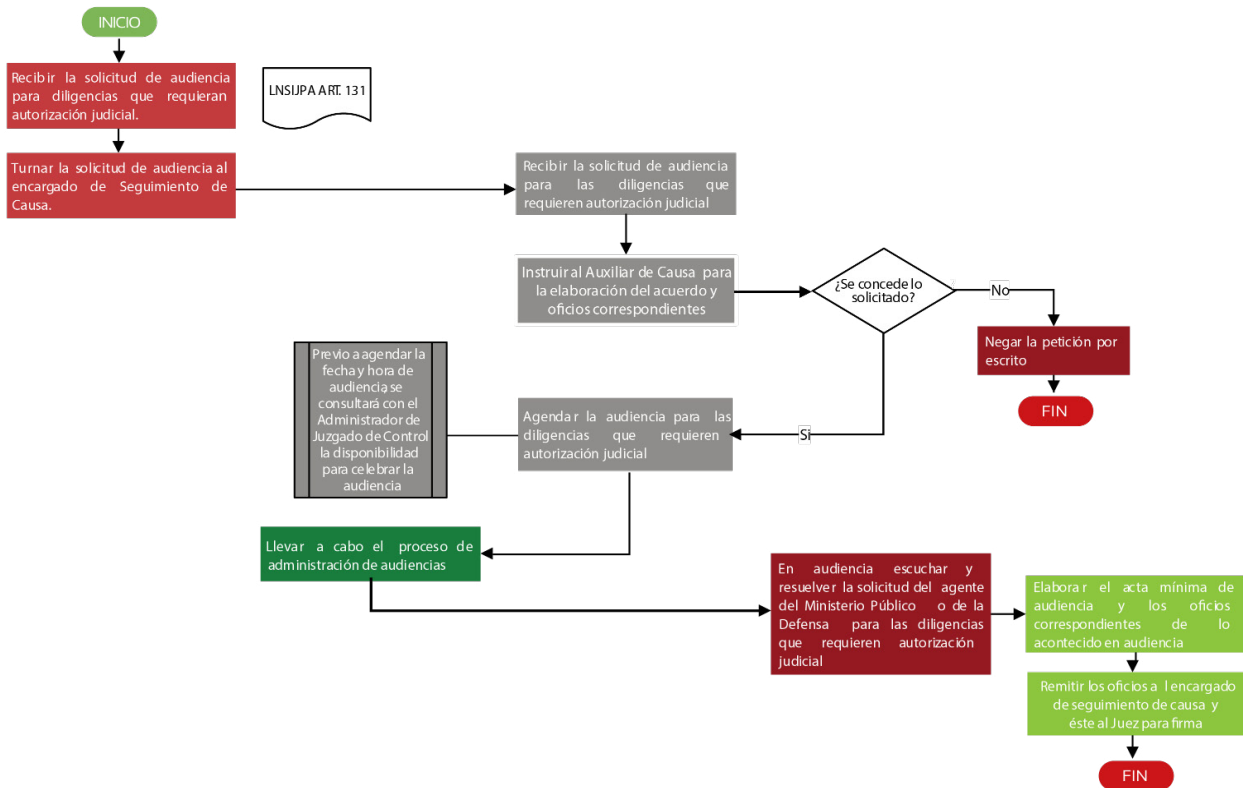 INICIO
Recibir la solicitud de audiencia
para diligencias que requieran
autorización judicial.
LNSIJPA ART. 131
Turnar la solicitud de audiencia al
encargado de Seguimiento de
Causa.
Recibir la solicitud de audiencia
para las diligencias que
requieren autorización judicial
Instruir al Auxiliar de Causa para
la elaboración del acuerdo y
oficios correspondientes
¿Se concede lo
solicitado?
No
Negar la petición por
escrito
FIN
Si
Previo a agendar la
fecha y hora de
audiencia, se
consultará con el
Administrador de
Juzgado de Control
la disponibilidad
para celebrar la
audiencia
Agendar la audiencia para las
diligencias que requieren
autorización judicial
Llevar a cabo el proceso de
administración de audiencias
En audiencia escuchar y
resuelver la solicitud del agente
del Ministerio Público o de la
Defensa para las diligencias
que requieren autorización
judicial
Elaborar el acta mínima de
audiencia y los oficios
correspondientes de lo
acontecido en audiencia
Remitir los oficios a l encargado
de seguimiento de causa y
éste al Juez para firma
FIN